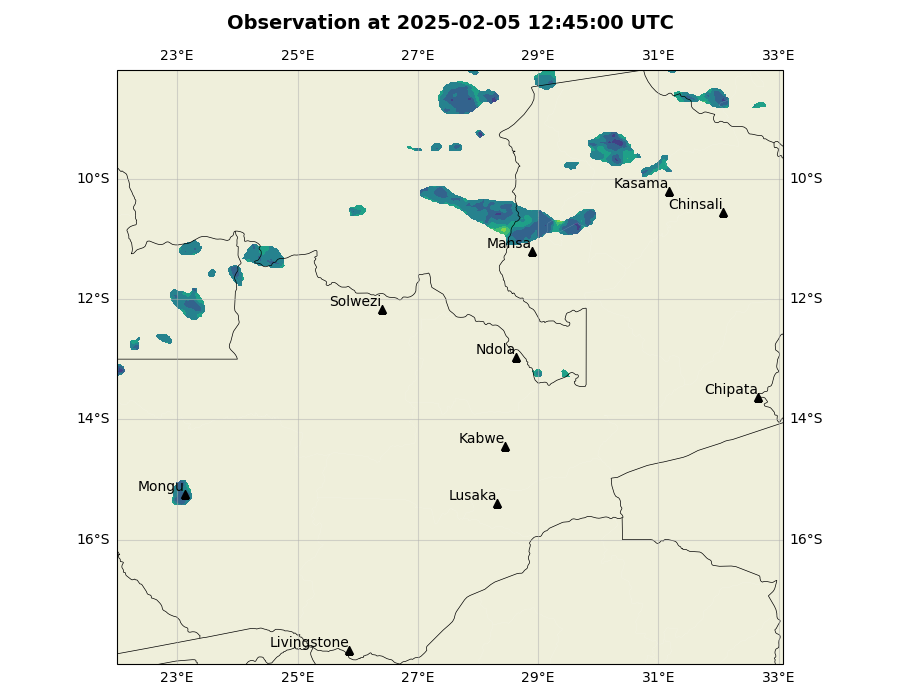 Observation at 2025-02-05 12:45:00 UTC
23°E 25°E 27°E 29°E 31°E 33°E
10°S Kasama 10°S
Chinsali
Mansa
12°S Solwezi 12°S
Ndola
Chipata
14°S 14°S
Kabwe
Mongu Lusaka
16°S 16°S
Livingstone
23°E 25°E 27°E 29°E 31°E 33°E